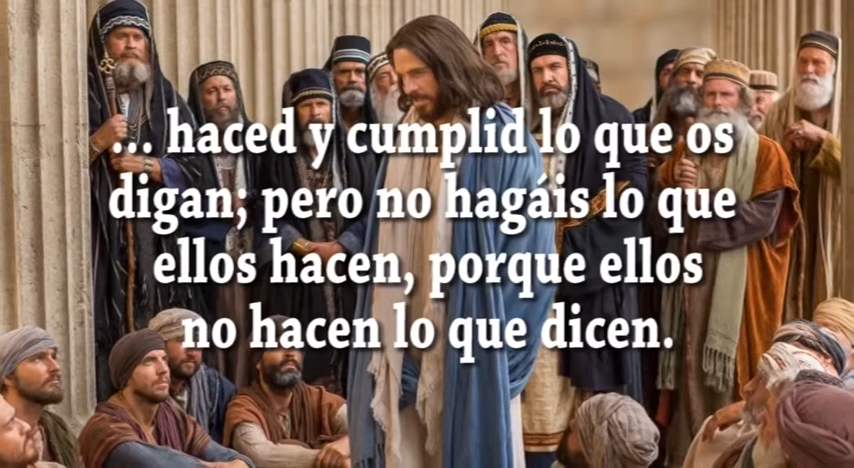 ... haced y cumplid lo que os
digan; pero no hagáis lo que
ellos hacen, porque ellos
no hacen lo que dicen.